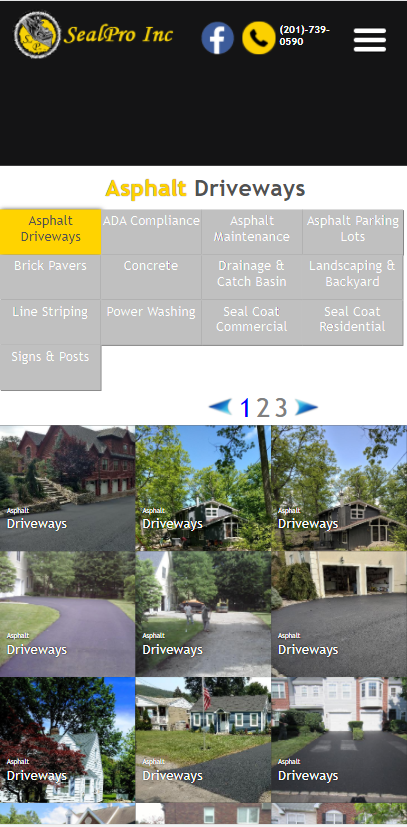 SealPro Inc
(201)-739-
0590
Asphalt Driveways
Asphalt
Driveways
ADA Compliance
Asphalt
Maintenance
Asphalt Parking
Lots
Brick Pavers
Concrete
Drainage &
Catch Basin
Landscaping &
Backyard
Line Striping
Power Washing
Seal Coat
Commercial
Seal Coat
Residential
Signs & Posts
1 2 3
Asphalt
Driveways
Asphalt
Driveways
Asphalt
Driveways
Asphalt
Driveways
Asphalt
Driveways
Asphalt
Driveways
Asphalt
Driveways
Asphalt
Driveways
Asphalt
Driveways